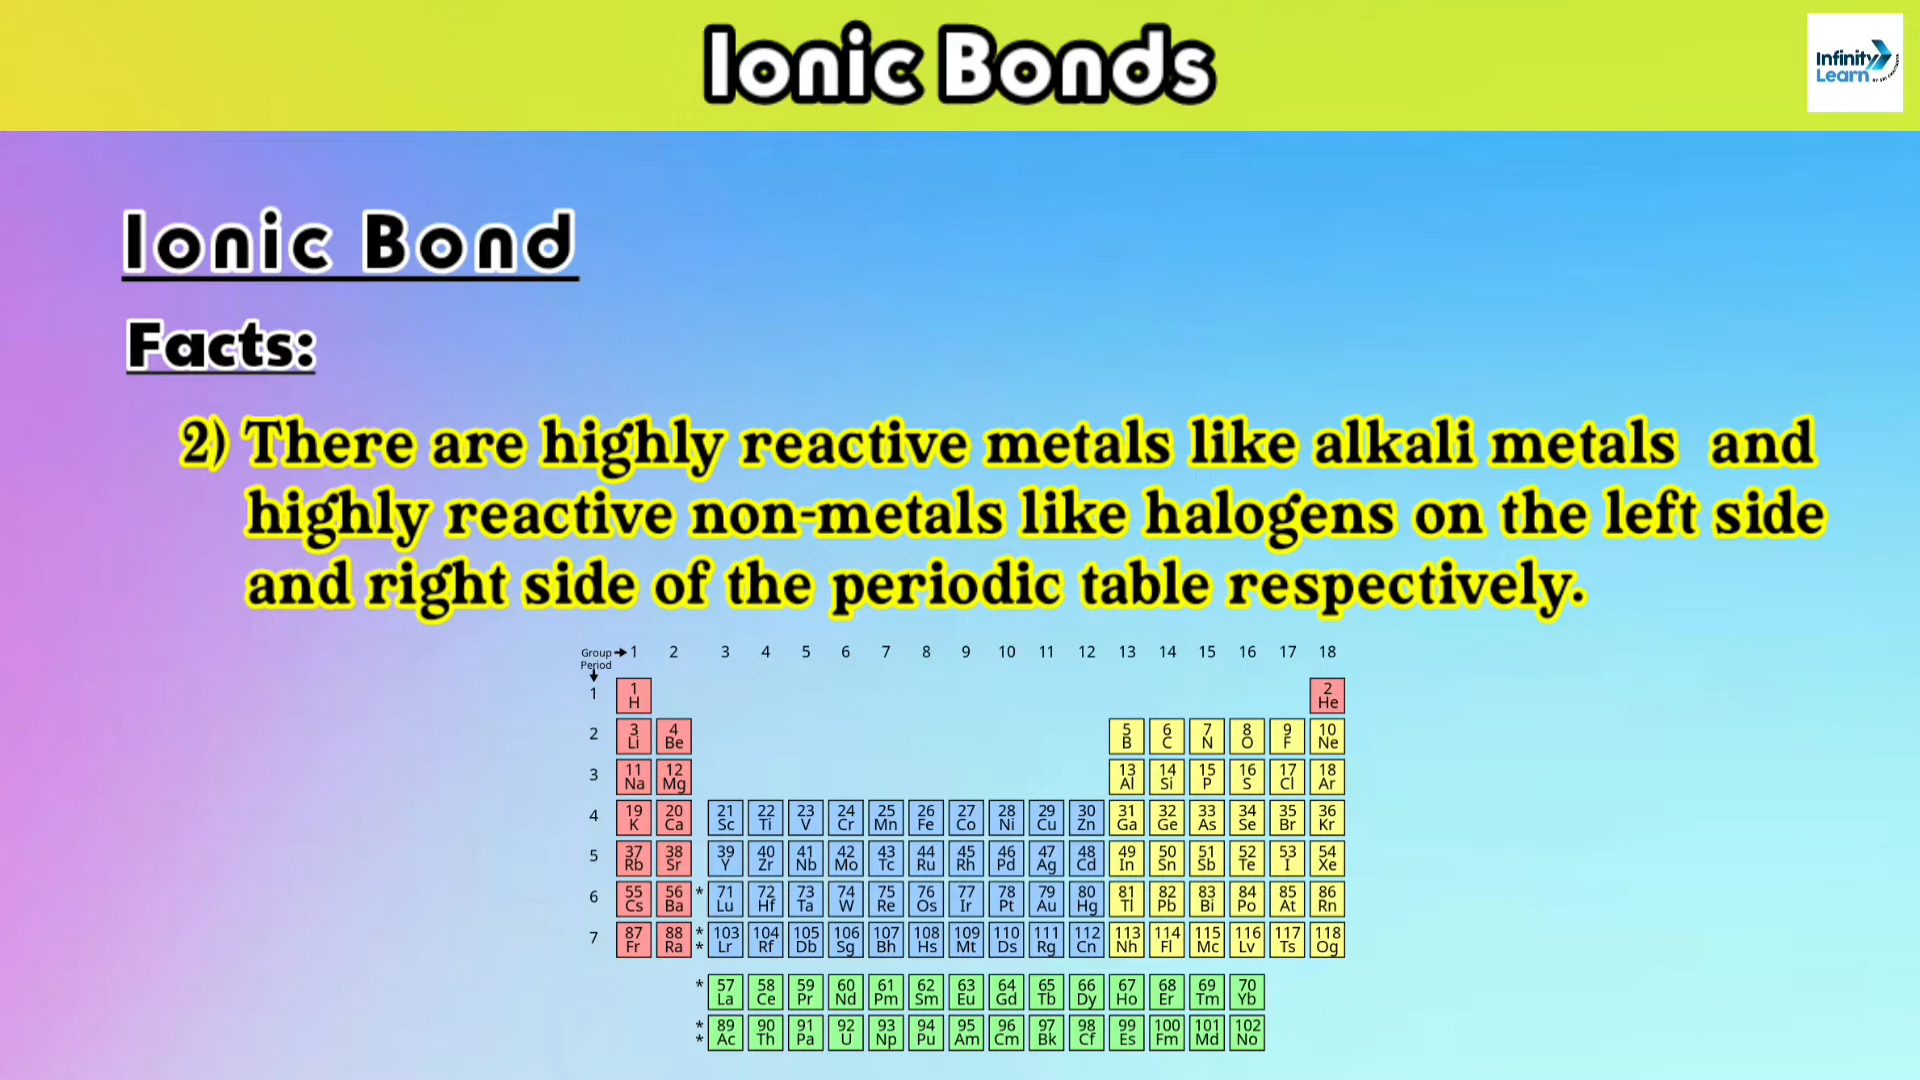 Ionic Bonds
Infinity
Learn
Ionic Bond
Facts:
2) There are highly reactive metals like alkali metals and
highly reactive non-metals like halogens on the left side
and right side of the periodic table respectively.
Group → 1 2 3 4 5 6 7 8 9 10 11 12 13 14 15 16 17 18
Period
↓
1 1 2
H He
2 3 4 5 6 7 8 9 10
Li Be B C N O F Ne
3 11 12 13 14 15 16 17 18
Na Mg Al Si P S Cl Ar
4 19 20 21 22 23 24 25 26 27 28 29 30 31 32 33 34 35 36
K Ca Sc Ti V Cr Mn Fe Co Ni Cu Zn Ga Ge As Se Br Kr
5 37 38 39 40 41 42 43 44 45 46 47 48 49 50 51 52 53 54
Rb Sr Y Zr Nb Mo Tc Ru Rh Pd Ag Cd In Sn Sb Te I Xe
6 55 56 * 71 72 73 74 75 76 77 78 79 80 81 82 83 84 85 86
Cs Ba Lu Hf Ta W Re Os Ir Pt Au Hg Tl Pb Bi Po At Rn
7 87 88 * 103 104 105 106 107 108 109 110 111 112 113 114 115 116 117 118
Fr Ra * Lr Rf Db Sg Bh Hs Mt Ds Rg Cn Nh Fl Mc Lv Ts Og
* 57 58 59 60 61 62 63 64 65 66 67 68 69 70
La Ce Pr Nd Pm Sm Eu Gd Tb Dy Ho Er Tm Yb
* 89 90 91 92 93 94 95 96 97 98 99 100 101 102
* Ac Th Pa U Np Pu Am Cm Bk Cf Es Fm Md No